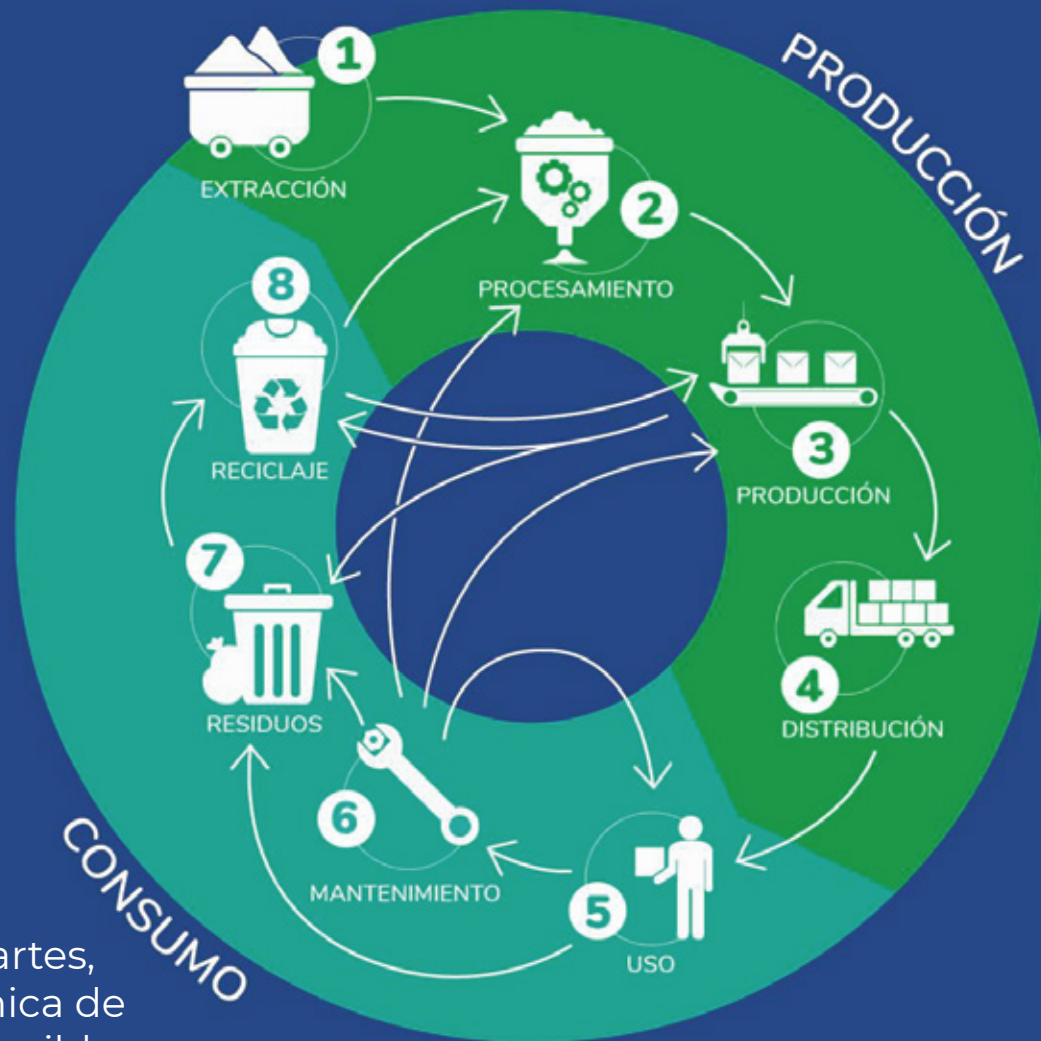 PRODUCCIÓN
1
EXTRACCIÓN
2
PROCESAMIENTO
8
RECICLAJE
3
PRODUCCIÓN
7
RESIDUOS
4
DISTRIBUCIÓN
6
MANTENIMIENTO
5
USO
CONSUMO
artes,
nica de